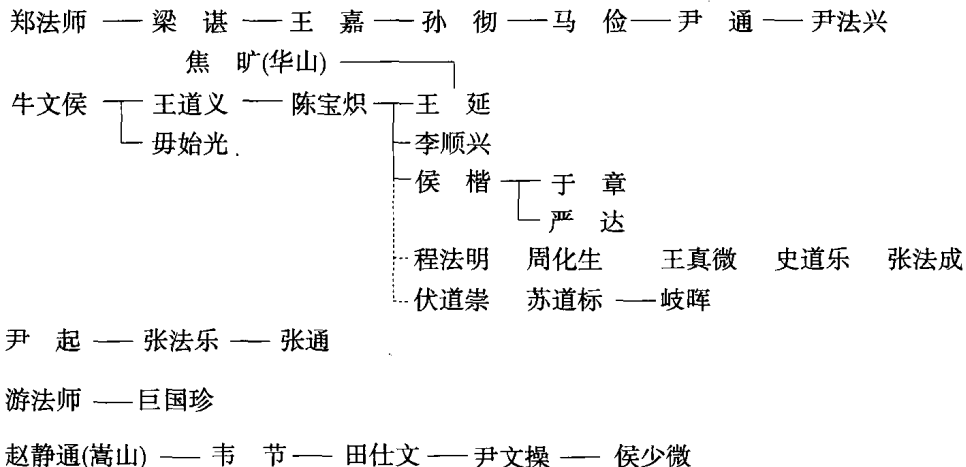 郑法师 梁谌 王嘉 孙彻 马俭 尹通 尹法兴
焦旷(华山)
牛文侯 王道义 陈宝炽 王延
毋始光 李顺兴
侯楷 于章
严达
程法明 周化生 王真微 史道乐 张法成
伏道崇 苏道标 岐晖
尹起 张法乐 张通
游法师 巨国珍
赵静通(嵩山) 韦节 田仕文 尹文操 侯少微